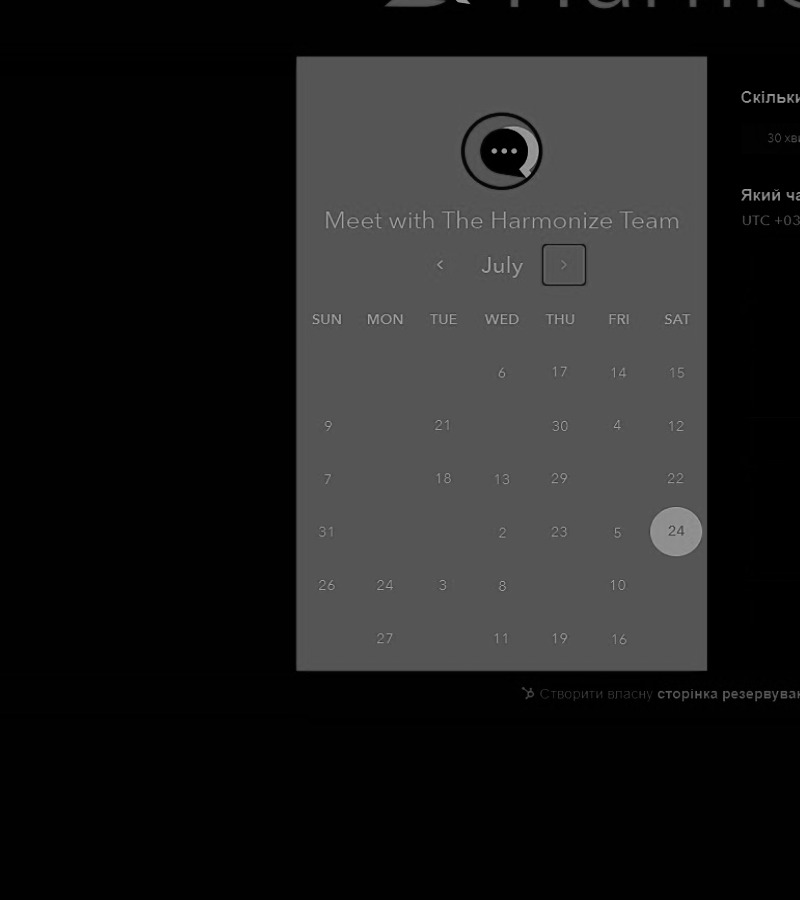 Скільки
30 хви
Який ча
UTC +03
Meet with The Harmonize Team
July
SUN MON TUE WED THU FRI SAT
6 17 14 15
9 21 30 4 12
7 18 13 29 22
31 2 23 5 24
26 24 3 8 10
27 11 19 16
Створити власну сторінка резервуван